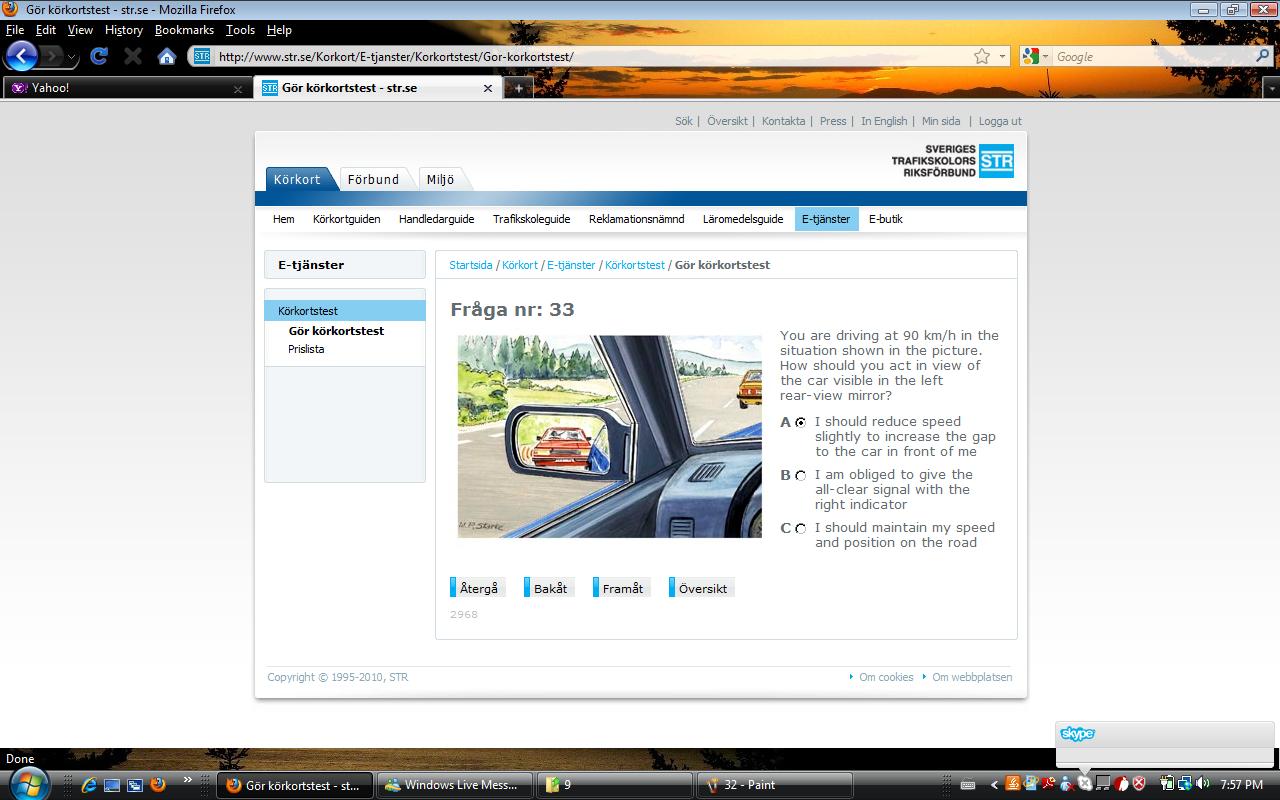 Gör körkortstest - str.se - Mozilla Firefox
File Edit View History Bookmarks Tools Help
STR http://www.str.se/Korkort/E-tjanster/Korkortstest/Gor-korkortstest/ Google
Yahoo! STR Gör körkortstest - str.se
Sök | Översikt | Kontakta | Press | In English | Min sida | Logga ut
SVERIGES
TRAFIKSKOLORS STR
RIKSFÖRBUND
Körkort Förbund Miljö
Hem Körkortguiden Handledarguide Trafikskoleguide Reklamationsnämnd Läromedelsguide E-tjänster E-butik
E-tjänster
Startsida / Körkort / E-tjänster / Körkortstest / Gör körkortstest
Körkortstest
Gör körkortstest
Prislista
Fråga nr: 33
You are driving at 90 km/h in the
situation shown in the picture.
How should you act in view of
the car visible in the left
rear-view mirror?
A I should reduce speed
slightly to increase the gap
to the car in front of me
B I am obliged to give the
all-clear signal with the
right indicator
C I should maintain my speed
and position on the road
Återgå Bakåt Framåt Översikt
2968
Copyright © 1995-2010, STR Om cookies Om webbplatsen
skype
Done
Gör körkortstest - st... Windows Live Mess... 9 32 - Paint 7:57 PM